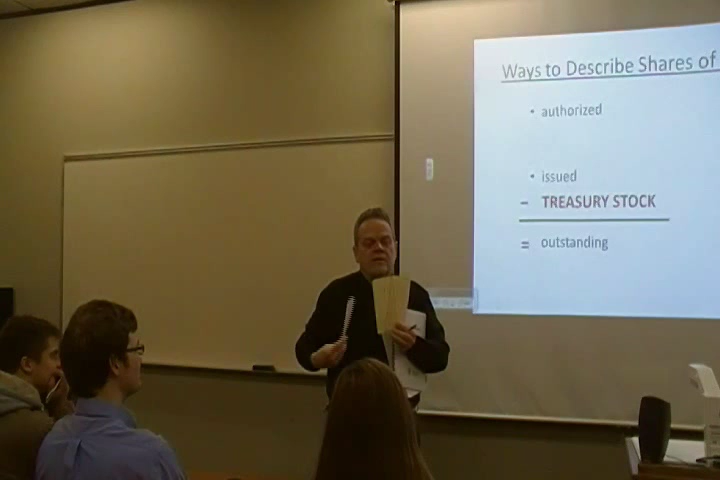 Ways to Describe Shares of
• authorized
• issued
– TREASURY STOCK
= outstanding